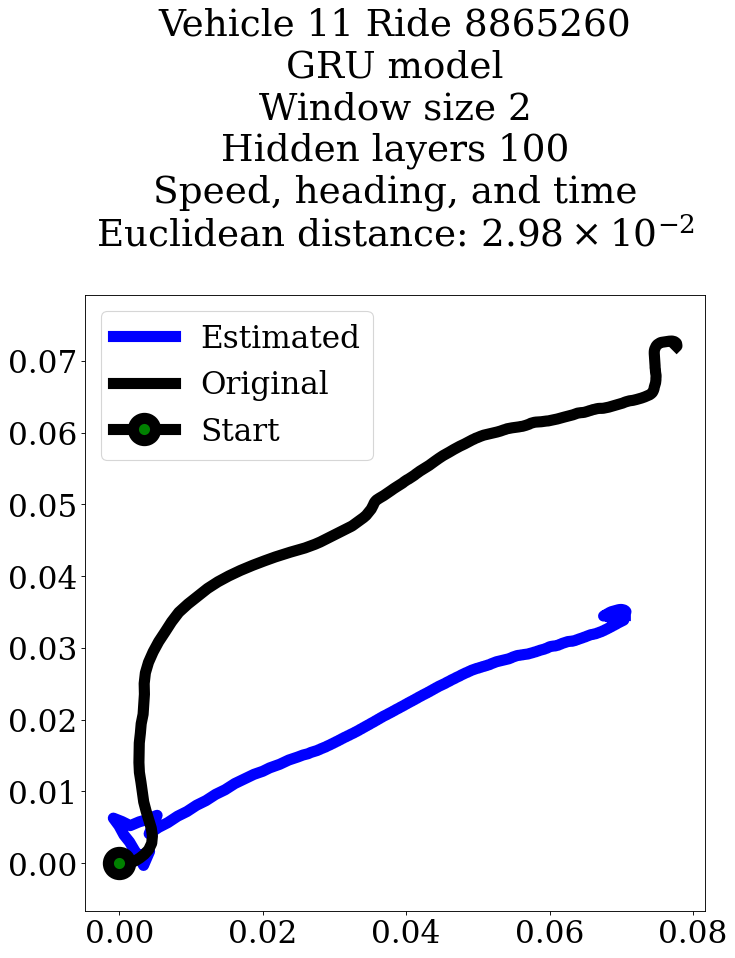 Vehicle 11 Ride 8865260
GRU model
Window size 2
Hidden layers 100
Speed, heading, and time
Euclidean distance: 2.98 × 10⁻²
Estimated
Original
Start
0.07
0.06
0.05
0.04
0.03
0.02
0.01
0.00
0.00 0.02 0.04 0.06 0.08